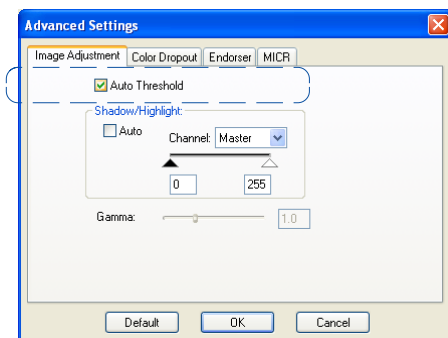 Advanced Settings
Image Adjustment Color Dropout Endorser MICR
Auto Threshold
Shadow/Highlight:
Auto Channel: Master
0 255
Gamma: 1.0
Default OK Cancel